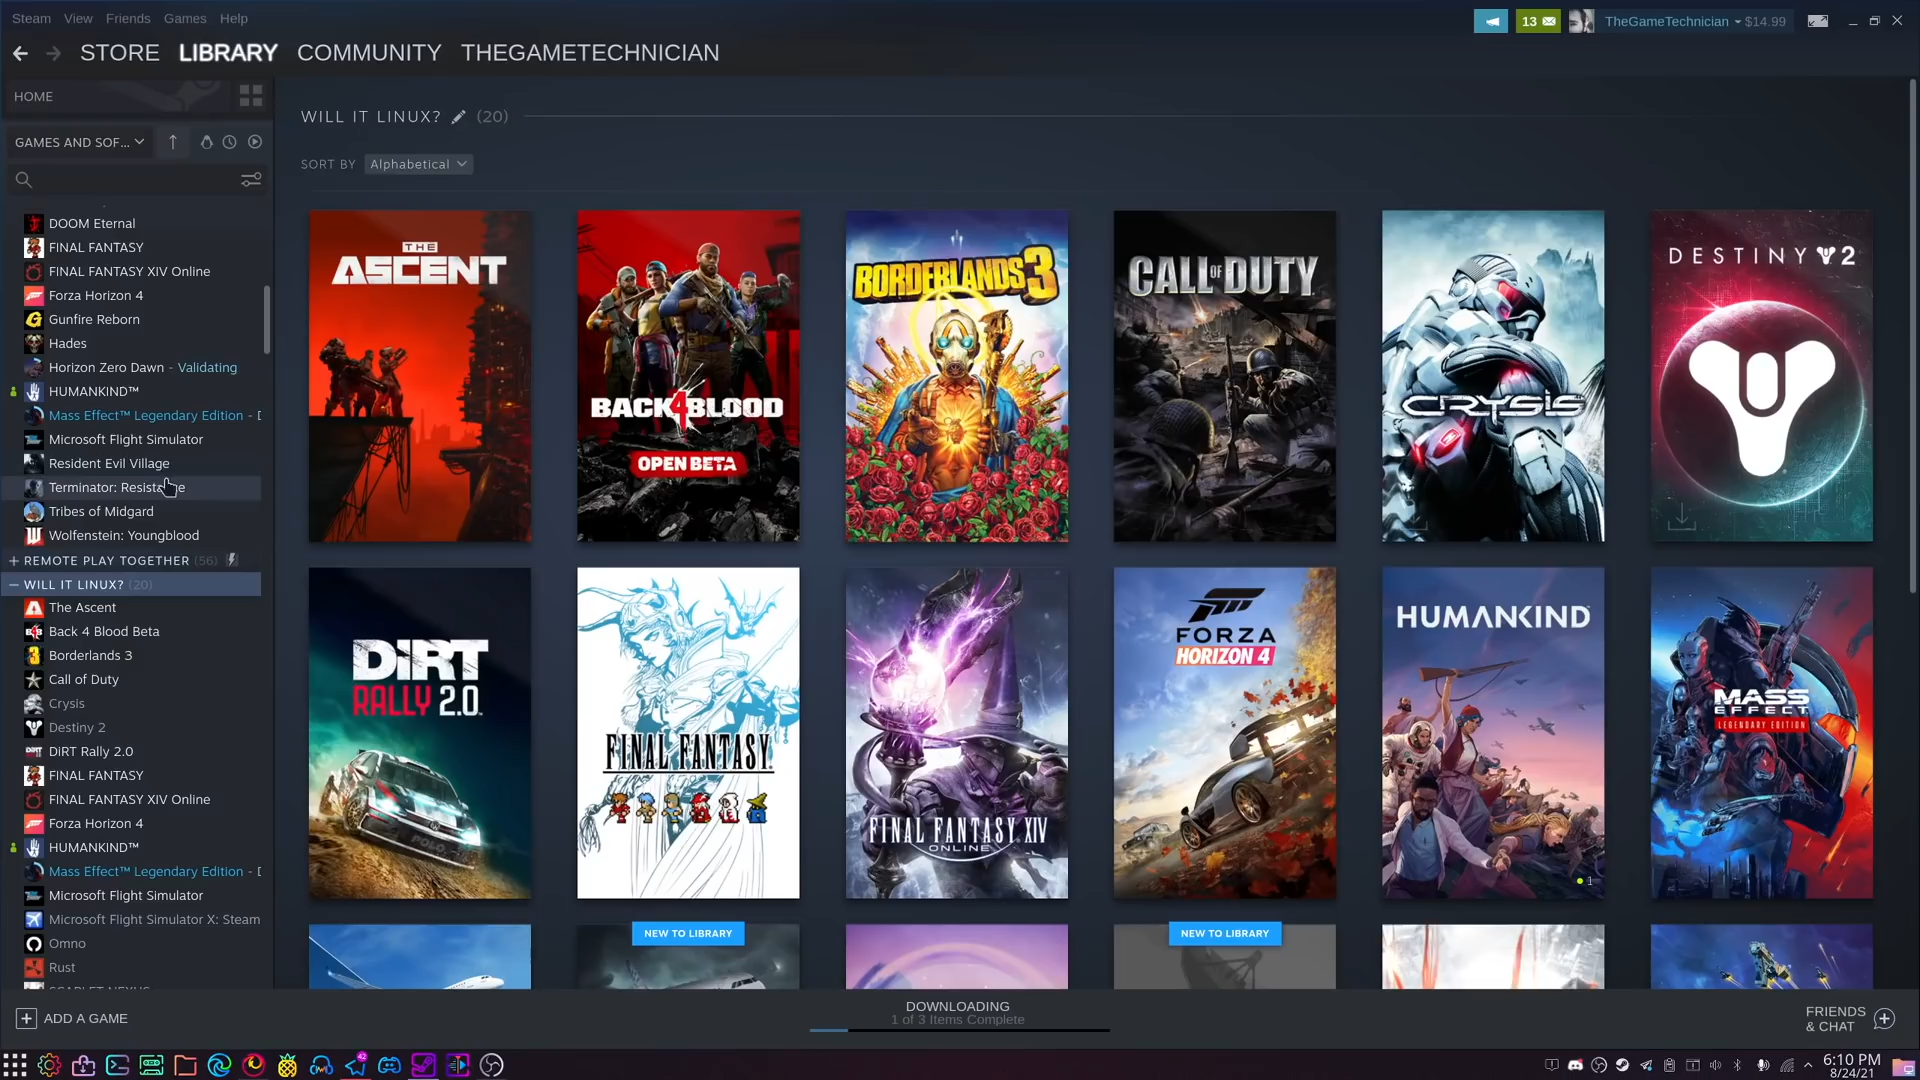 Steam View Friends Games Help
13 TheGameTechnician $14.99
STORE LIBRARY COMMUNITY THEGAMETECHNICIAN
HOME
GAMES AND SOF...
WILL IT LINUX? (20)
SORT BY Alphabetical
DOOM Eternal
FINAL FANTASY
FINAL FANTASY XIV Online
Forza Horizon 4
Gunfire Reborn
Hades
Horizon Zero Dawn - Validating
HUMANKIND™
Mass Effect™ Legendary Edition - D
Microsoft Flight Simulator
Resident Evil Village
Terminator: Resistance
Tribes of Midgard
Wolfenstein: Youngblood
+ REMOTE PLAY TOGETHER (56)
− WILL IT LINUX? (20)
The Ascent
Back 4 Blood Beta
Borderlands 3
Call of Duty
Crysis
Destiny 2
DiRT Rally 2.0
FINAL FANTASY
FINAL FANTASY XIV Online
Forza Horizon 4
HUMANKIND™
Mass Effect™ Legendary Edition - D
Microsoft Flight Simulator
Microsoft Flight Simulator X: Steam
Omno
Rust
THE
ASCENT
BACK 4 BLOOD
OPEN BETA
BORDERLANDS 3
CALL OF DUTY
CRYSIS
DESTINY 2
DiRT
RALLY 2.0
POLO
FINAL FANTASY
FINAL FANTASY XIV
ONLINE
FORZA
HORIZON 4
HUMANKIND
1
MASS
EFFECT
LEGENDARY EDITION
NEW TO LIBRARY
NEW TO LIBRARY
+ ADD A GAME
DOWNLOADING
1 of 3 Items Complete
FRIENDS
& CHAT
42
6:10 PM
8/24/21